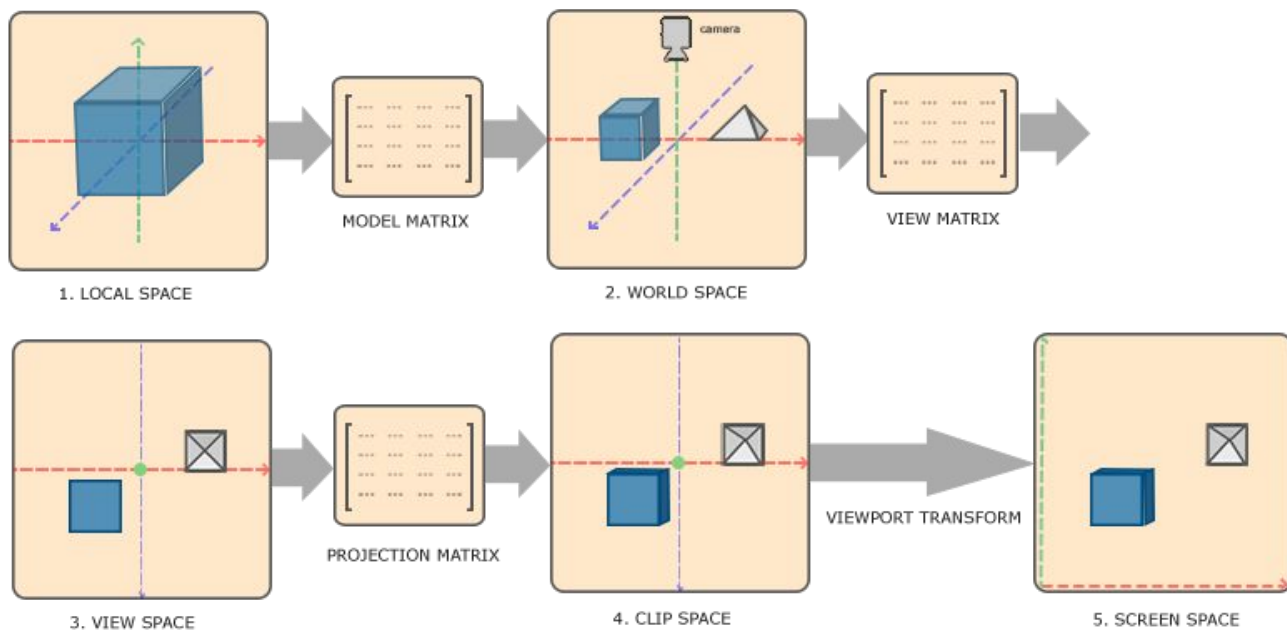 camera
MODEL MATRIX
VIEW MATRIX
1. LOCAL SPACE
2. WORLD SPACE
PROJECTION MATRIX
VIEWPORT TRANSFORM
3. VIEW SPACE
4. CLIP SPACE
5. SCREEN SPACE